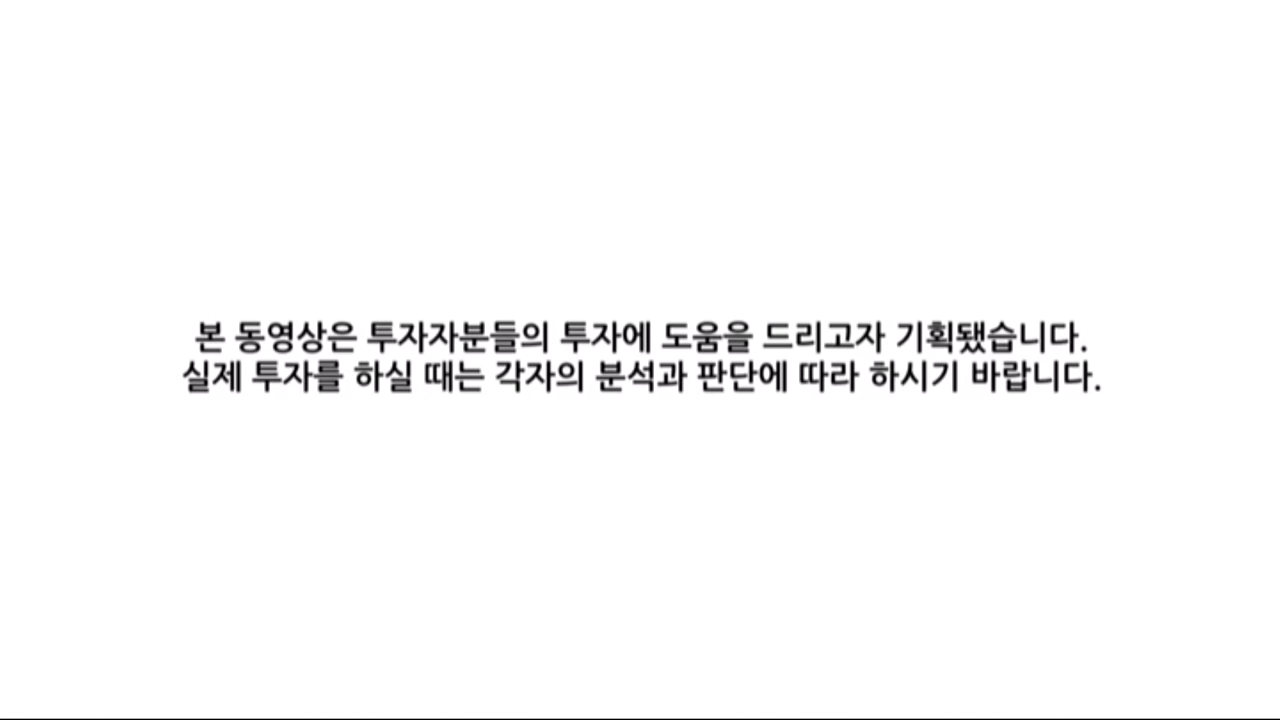 본 동영상은 투자자분들의 투자에 도움을 드리고자 기획됐습니다.
실제 투자를 하실 때는 각자의 분석과 판단에 따라 하시기 바랍니다.